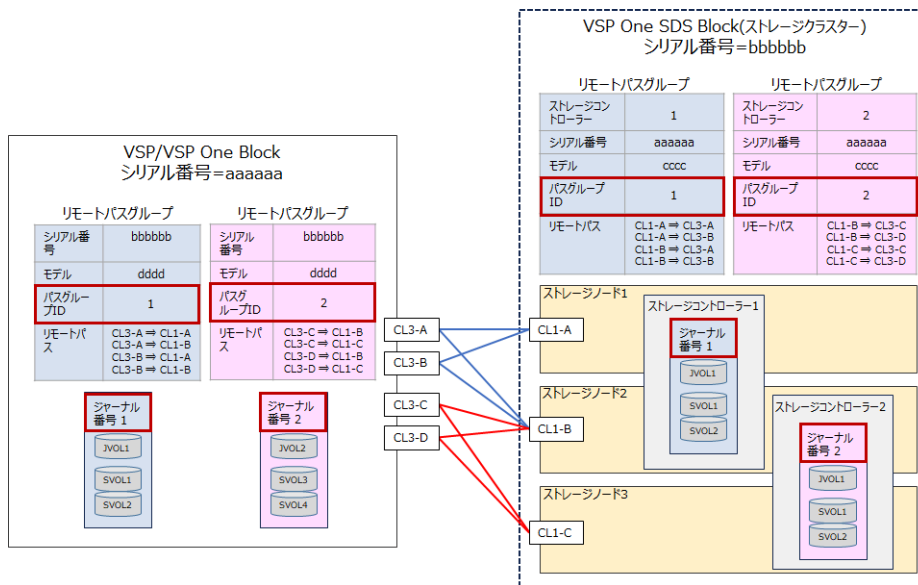 VSP One SDS Block(ストレージクラスター)
シリアル番号=bbbbbb
リモートパスグループ
ストレージコントローラー
1
シリアル番号
aaaaaa
モデル
cccc
パスグループ
ID
1
リモートパス
CL1-A ⇒ CL3-A
CL1-A ⇒ CL3-B
CL1-B ⇒ CL3-A
CL1-B ⇒ CL3-B
リモートパスグループ
ストレージコントローラー
2
シリアル番号
aaaaaa
モデル
cccc
パスグループ
ID
2
リモートパス
CL1-B ⇒ CL3-C
CL1-B ⇒ CL3-D
CL1-C ⇒ CL3-C
CL1-C ⇒ CL3-D
VSP/VSP One Block
シリアル番号=aaaaaa
リモートパスグループ
シリアル番
号
bbbbbb
モデル
dddd
パスグルー
プID
1
リモートパ
ス
CL3-A ⇒ CL1-A
CL3-A ⇒ CL1-B
CL3-B ⇒ CL1-A
CL3-B ⇒ CL1-B
リモートパスグループ
シリアル
番号
bbbbbb
モデル
dddd
パスグ
ループID
2
リモートパ
ス
CL3-C ⇒ CL1-B
CL3-C ⇒ CL1-C
CL3-D ⇒ CL1-B
CL3-D ⇒ CL1-C
ジャーナル
番号 1
JVOL1
SVOL1
SVOL2
ジャーナル
番号 2
JVOL2
SVOL3
SVOL4
CL3-A
CL3-B
CL3-C
CL3-D
ストレージノード1
CL1-A
ストレージコントローラー1
ジャーナル
番号 1
JVOL1
SVOL1
SVOL2
ストレージノード2
CL1-B
ストレージコントローラー2
ジャーナル
番号 2
JVOL1
SVOL1
SVOL2
ストレージノード3
CL1-C